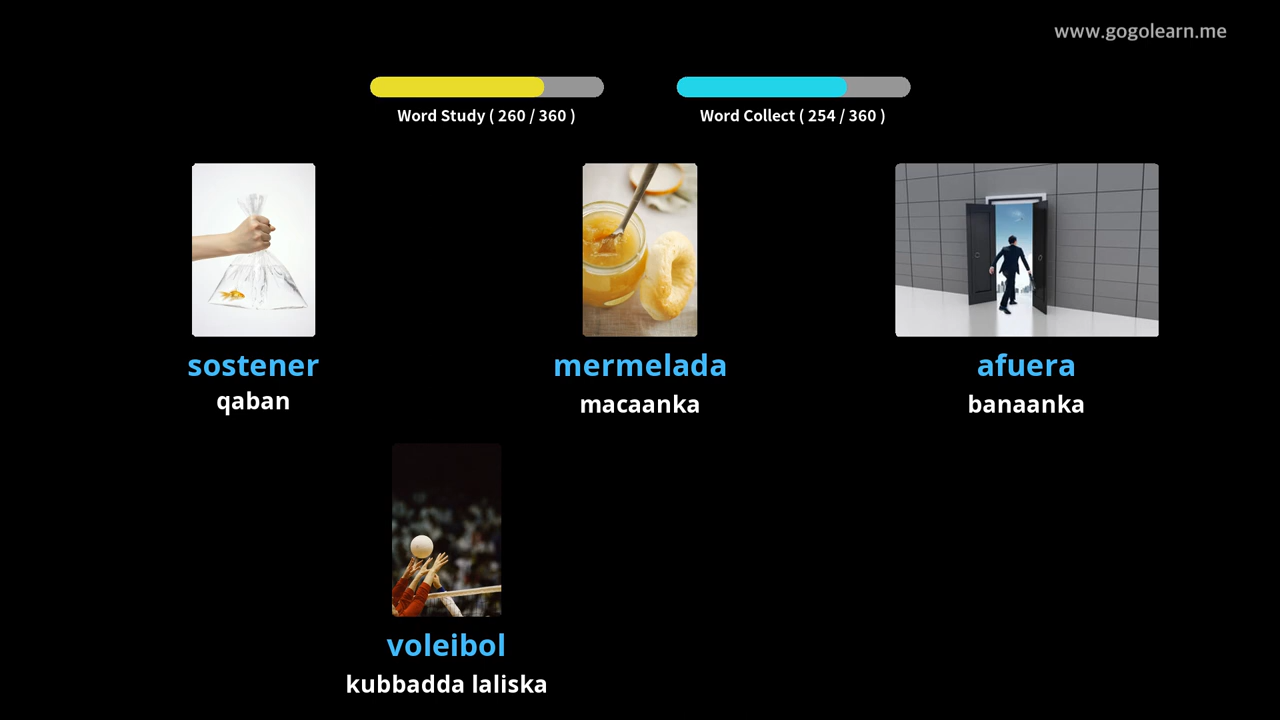 www.gogolearn.me
Word Study ( 260 / 360 )
Word Collect ( 254 / 360 )
sostener
qaban
mermelada
macaanka
afuera
banaanka
voleibol
kubbadda laliska